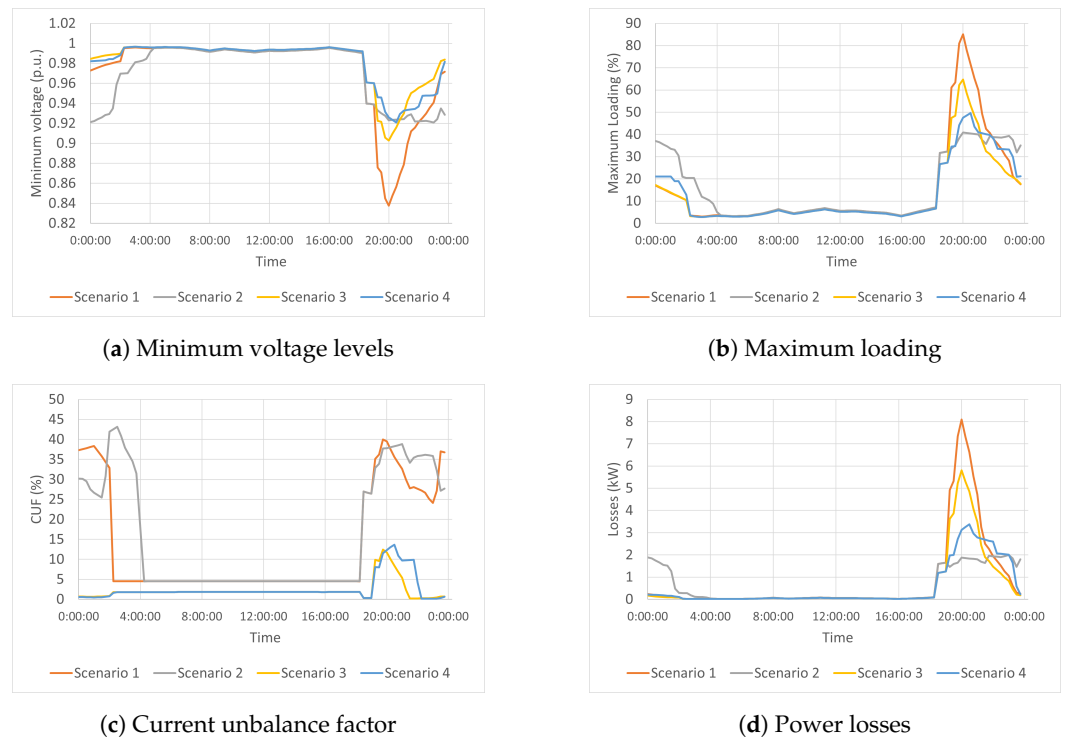 1.02
1
0.98
0.96
0.94
0.92
0.9
0.88
0.86
0.84
0.82
Minimum voltage (p.u.)
0:00:00 4:00:00 8:00:00 12:00:00 16:00:00 20:00:00 0:00:00
Time
Scenario 1 Scenario 2 Scenario 3 Scenario 4
(a) Minimum voltage levels
90
80
70
60
50
40
30
20
10
0
Maximum Loading (%)
0:00:00 4:00:00 8:00:00 12:00:00 16:00:00 20:00:00 0:00:00
Time
Scenario 1 Scenario 2 Scenario 3 Scenario 4
(b) Maximum loading
50
45
40
35
30
25
20
15
10
5
0
CUF (%)
0:00:00 4:00:00 8:00:00 12:00:00 16:00:00 20:00:00 0:00:00
Time
Scenario 1 Scenario 2 Scenario 3 Scenario 4
(c) Current unbalance factor
9
8
7
6
5
4
3
2
1
0
Losses (kW)
0:00:00 4:00:00 8:00:00 12:00:00 16:00:00 20:00:00 0:00:00
Time
Scenario 1 Scenario 2 Scenario 3 Scenario 4
(d) Power losses